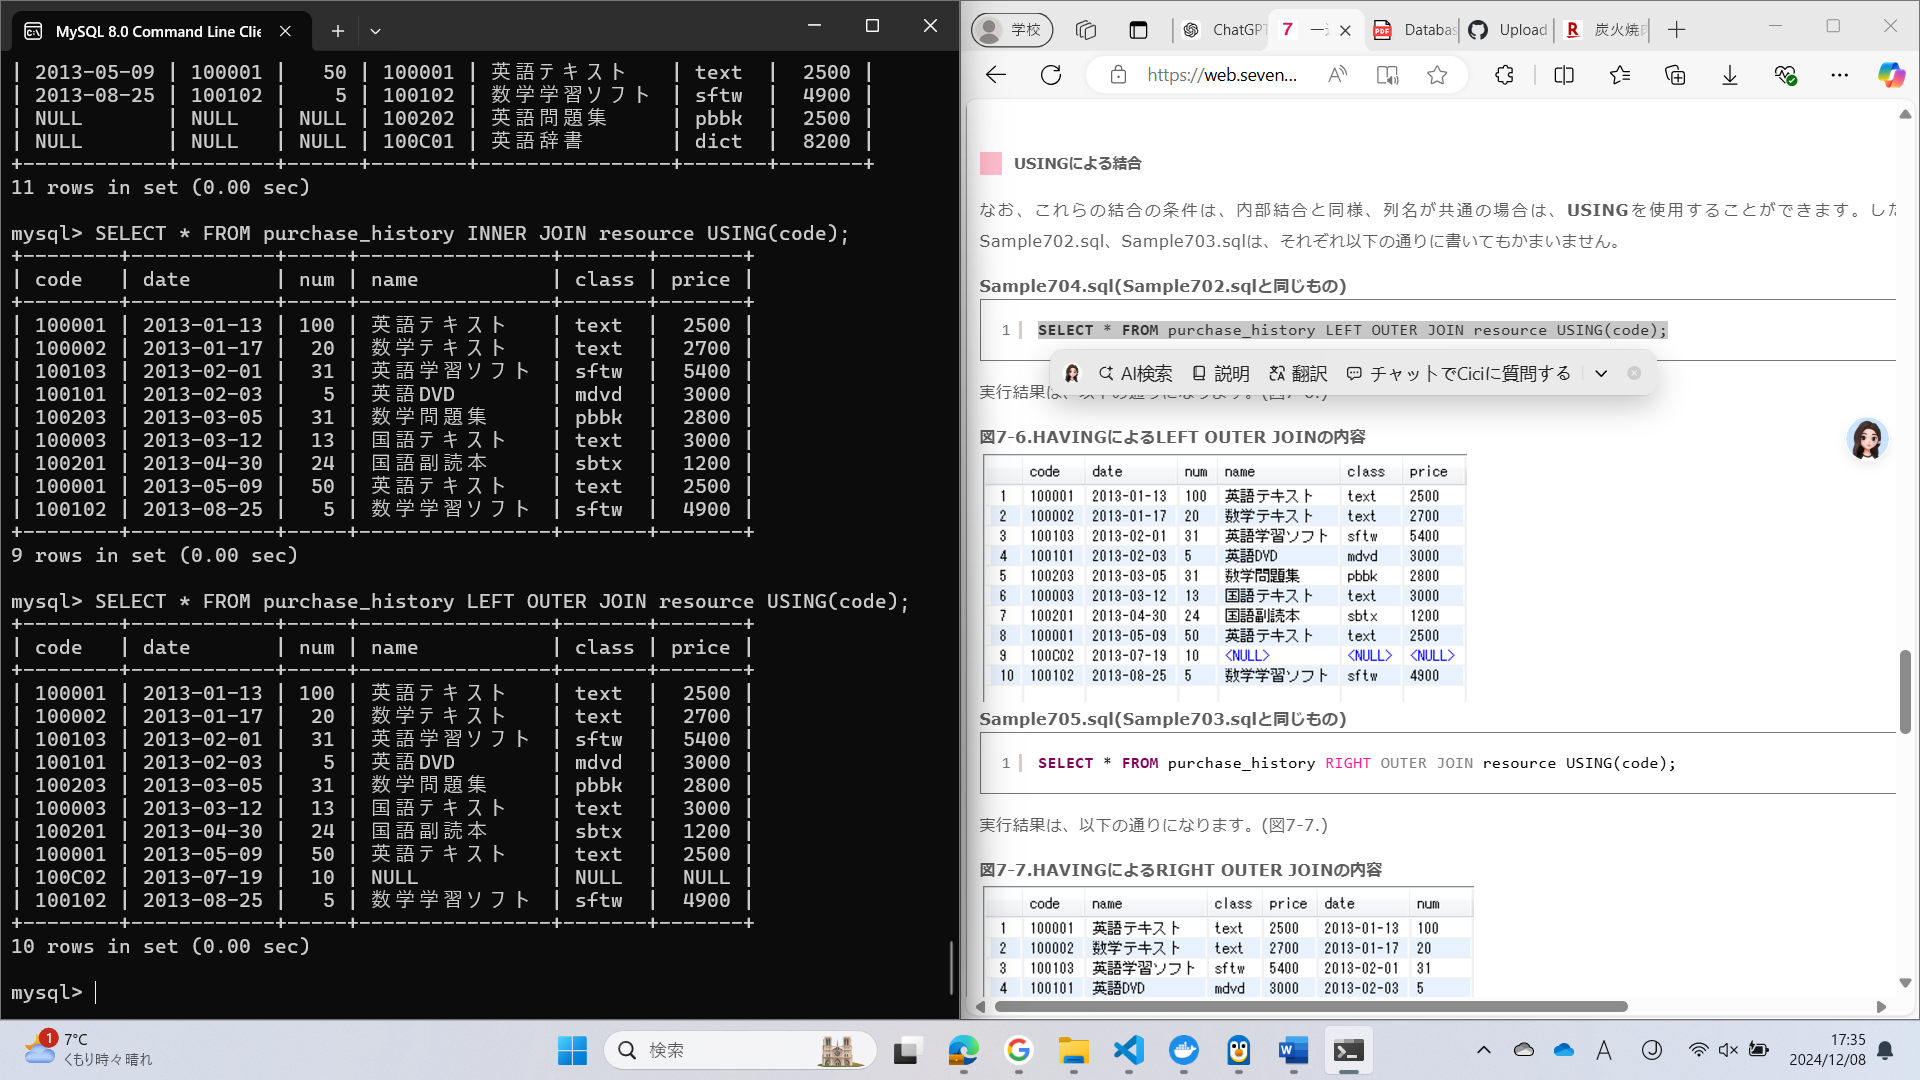 MySQL 8.0 Command Line Clie
| 2013-05-09 | 100001 |   50 | 100001 | 英語テキスト | text | 2500 |
| 2013-08-25 | 100102 |    5 | 100102 | 数学学習ソフト | sftw | 4900 |
| NULL | NULL | NULL | 100202 | 英語問題集 | pbbk | 2500 |
| NULL | NULL | NULL | 100C01 | 英語辞書 | dict | 8200 |
11 rows in set (0.00 sec)
mysql> SELECT * FROM purchase_history INNER JOIN resource USING(code);
| code | date | num | name | class | price |
| 100001 | 2013-01-13 | 100 | 英語テキスト | text | 2500 |
| 100002 | 2013-01-17 | 20 | 数学テキスト | text | 2700 |
| 100103 | 2013-02-01 | 31 | 英語学習ソフト | sftw | 5400 |
| 100101 | 2013-02-03 | 5 | 英語DVD | mdvd | 3000 |
| 100203 | 2013-03-05 | 31 | 数学問題集 | pbbk | 2800 |
| 100003 | 2013-03-12 | 13 | 国語テキスト | text | 3000 |
| 100201 | 2013-04-30 | 24 | 国語副読本 | sbtx | 1200 |
| 100001 | 2013-05-09 | 50 | 英語テキスト | text | 2500 |
| 100102 | 2013-08-25 | 5 | 数学学習ソフト | sftw | 4900 |
9 rows in set (0.00 sec)
mysql> SELECT * FROM purchase_history LEFT OUTER JOIN resource USING(code);
| code | date | num | name | class | price |
| 100001 | 2013-01-13 | 100 | 英語テキスト | text | 2500 |
| 100002 | 2013-01-17 | 20 | 数学テキスト | text | 2700 |
| 100103 | 2013-02-01 | 31 | 英語学習ソフト | sftw | 5400 |
| 100101 | 2013-02-03 | 5 | 英語DVD | mdvd | 3000 |
| 100203 | 2013-03-05 | 31 | 数学問題集 | pbbk | 2800 |
| 100003 | 2013-03-12 | 13 | 国語テキスト | text | 3000 |
| 100201 | 2013-04-30 | 24 | 国語副読本 | sbtx | 1200 |
| 100001 | 2013-05-09 | 50 | 英語テキスト | text | 2500 |
| 100C02 | 2013-07-19 | 10 | NULL | NULL | NULL |
| 100102 | 2013-08-25 | 5 | 数学学習ソフト | sftw | 4900 |
10 rows in set (0.00 sec)
mysql>
学校 ChatGPT 7 Databas Upload R 炭火焼
https://web.seven...
USINGによる結合
なお、これらの結合の条件は、内部結合と同様、列名が共通の場合は、USINGを使用することができます。した
Sample702.sql、Sample703.sqlは、それぞれ以下の通りに書いてもかまいません。
Sample704.sql(Sample702.sqlと同じもの)
1 SELECT * FROM purchase_history LEFT OUTER JOIN resource USING(code);
AI検索 説明 翻訳 チャットでCiciに質問する
実行結果は、以下の通りになります。(図7-6.)
図7-6.HAVINGによるLEFT OUTER JOINの内容
code date num name class price
1 100001 2013-01-13 100 英語テキスト text 2500
2 100002 2013-01-17 20 数学テキスト text 2700
3 100103 2013-02-01 31 英語学習ソフト sftw 5400
4 100101 2013-02-03 5 英語DVD mdvd 3000
5 100203 2013-03-05 31 数学問題集 pbbk 2800
6 100003 2013-03-12 13 国語テキスト text 3000
7 100201 2013-04-30 24 国語副読本 sbtx 1200
8 100001 2013-05-09 50 英語テキスト text 2500
9 100C02 2013-07-19 10 <NULL> <NULL> <NULL>
10 100102 2013-08-25 5 数学学習ソフト sftw 4900
Sample705.sql(Sample703.sqlと同じもの)
1 SELECT * FROM purchase_history RIGHT OUTER JOIN resource USING(code);
実行結果は、以下の通りになります。(図7-7.)
図7-7.HAVINGによるRIGHT OUTER JOINの内容
code name class price date num
1 100001 英語テキスト text 2500 2013-01-13 100
2 100002 数学テキスト text 2700 2013-01-17 20
3 100103 英語学習ソフト sftw 5400 2013-02-01 31
4 100101 英語DVD mdvd 3000 2013-02-03 5
1
7°C
くもり時々晴れ
検索
A
17:35
2024/12/08